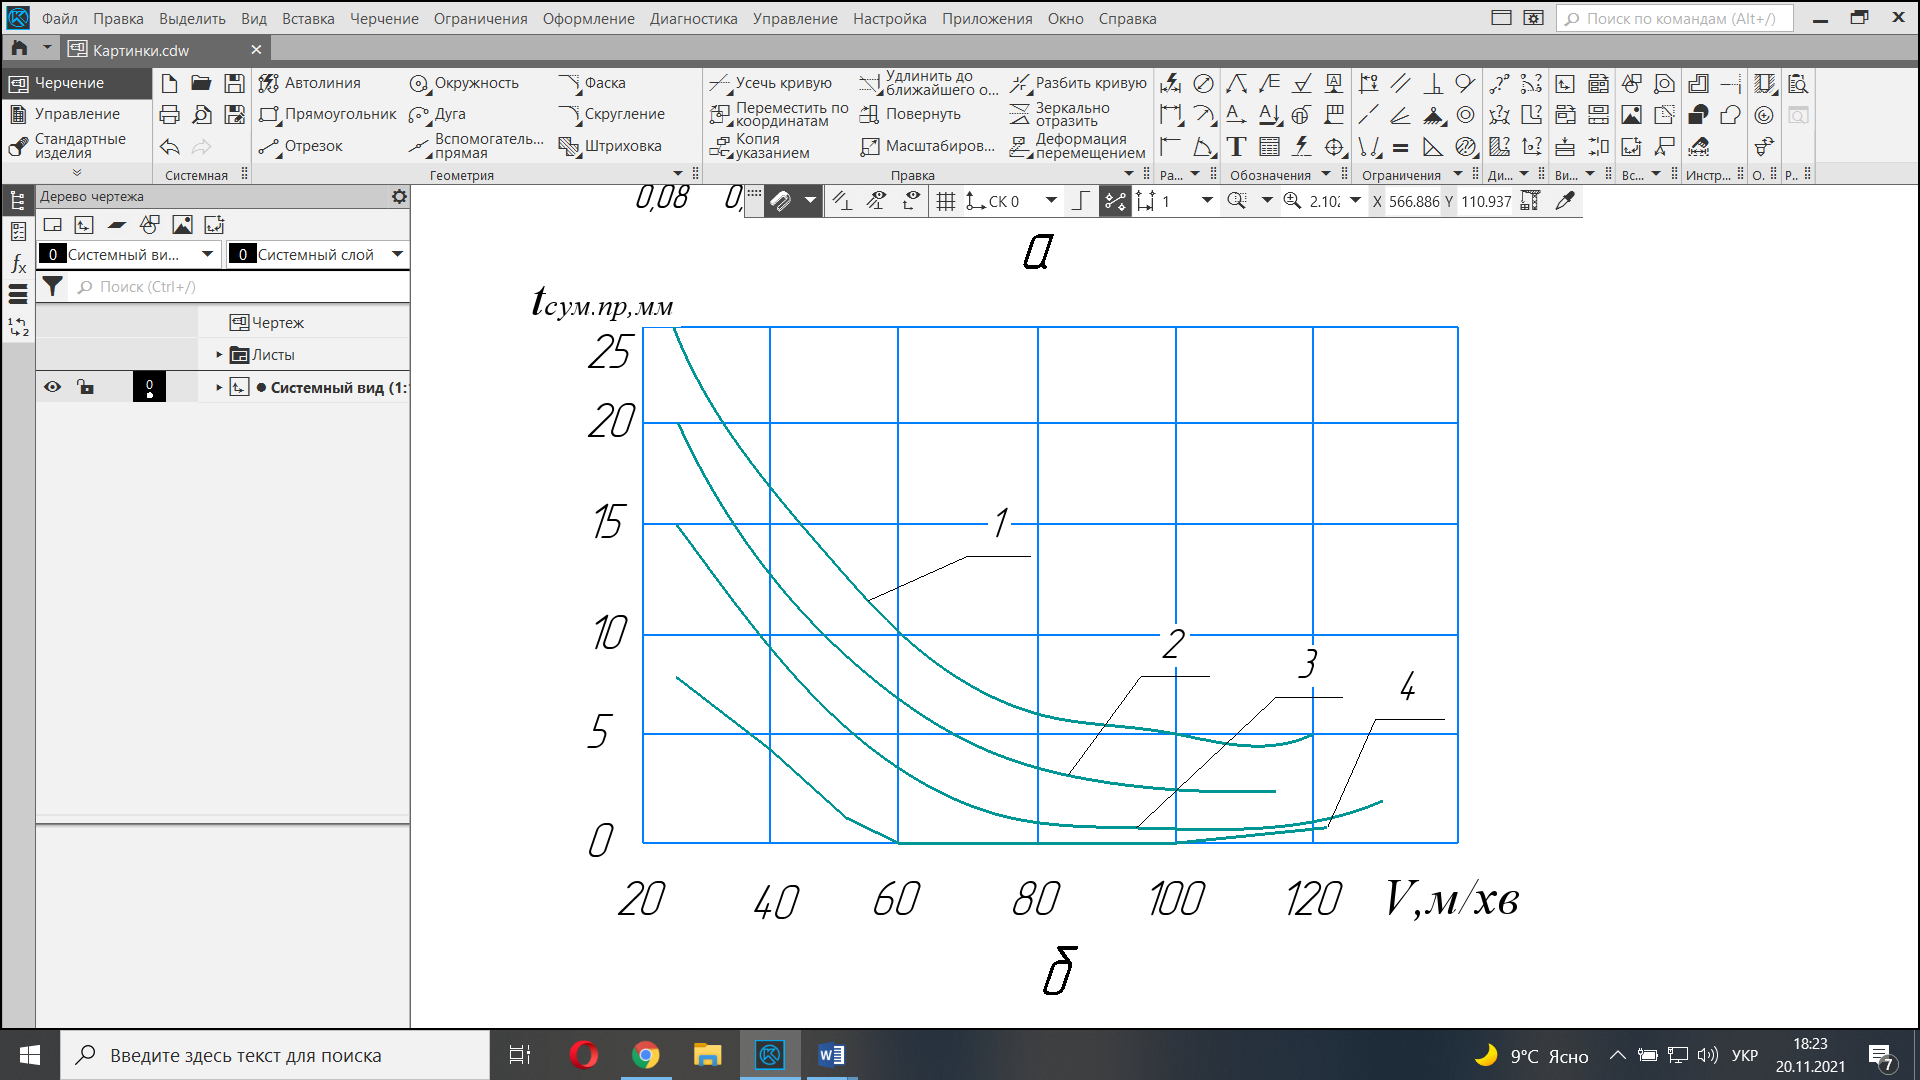 Файл Правка Выделить Вид Вставка Черчение Ограничения Оформление Диагностика Управление Настройка Приложения Окно Справка Поиск по командам (Alt+/)
Картинки.cdw
Черчение
Управление
Стандартные
изделия
Системная
Автолиния Окружность Фаска
Прямоугольник Дуга Скругление
Отрезок Вспомогатель...
прямая Штриховка
Геометрия
Усечь кривую Удлинить до
ближайшего о... Разбить кривую
Переместить по
координатам Повернуть Зеркально
отразить
Копия
указанием Масштабиров... Деформация
перемещением
Правка
Ра... Обозначения Ограничения Ди... Ви... Вс... Инстр... О. Р..
Дерево чертежа
0 Системный ви... 0 Системный слой
Поиск (Ctrl+/)
Чертеж
Листы
0 Системный вид (1:
0,08 0,
СК 0 1 2.102 X 566.886 Y 110.937
а
tсум.пр,мм
25
20
15
10
5
0
1
2
3
4
20 40 60 80 100 120 V,м/хв
б
Введите здесь текст для поиска
9°C Ясно УКР 18:23
20.11.2021
7